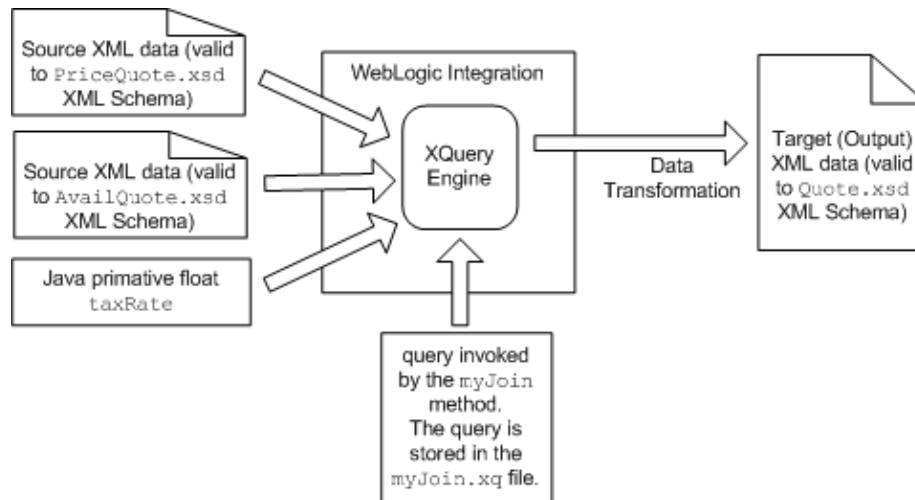 Source XML data (valid
to PriceQuote.xsd
XML Schema)
Source XML data (valid
to AvailQuote.xsd
XML Schema)
Java primative float
taxRate
WebLogic Integration
XQuery
Engine
query invoked
by the myJoin
method.
The query is
stored in the
myJoin.xq file.
Data
Transformation
Target (Output)
XML data (valid
to Quote.xsd
XML Schema)